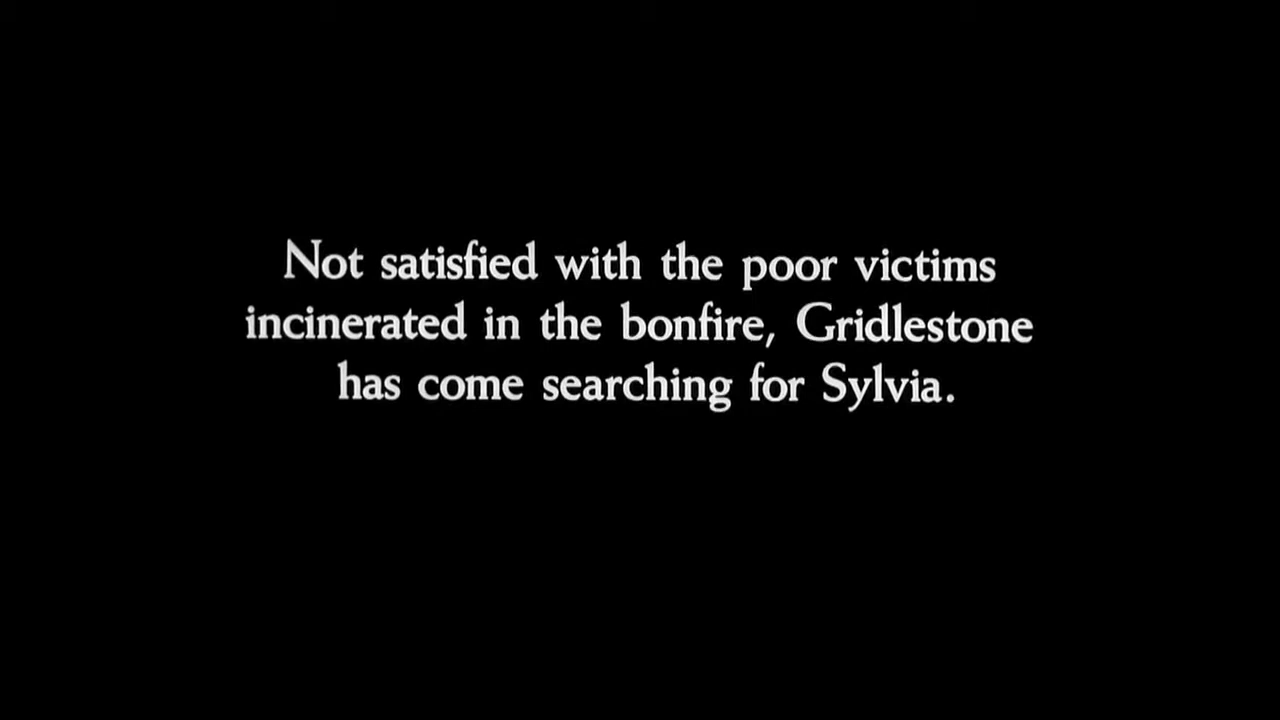 Not satisfied with the poor victims
incinerated in the bonfire, Gridlestone
has come searching for Sylvia.